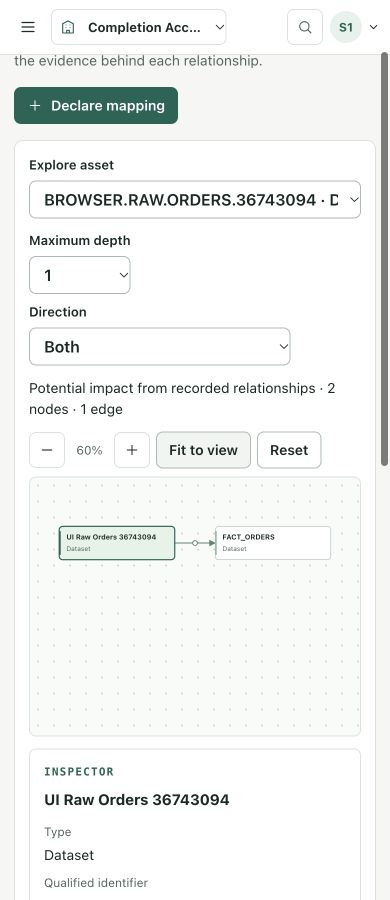 Completion Acc...
S1
the evidence behind each relationship.
+ Declare mapping
Explore asset
BROWSER.RAW.ORDERS.36743094 · D
Maximum depth
1
Direction
Both
Potential impact from recorded relationships · 2
nodes · 1 edge
− 60% + Fit to view Reset
UI Raw Orders 36743094
Dataset
FACT_ORDERS
Dataset
INSPECTOR
UI Raw Orders 36743094
Type
Dataset
Qualified identifier